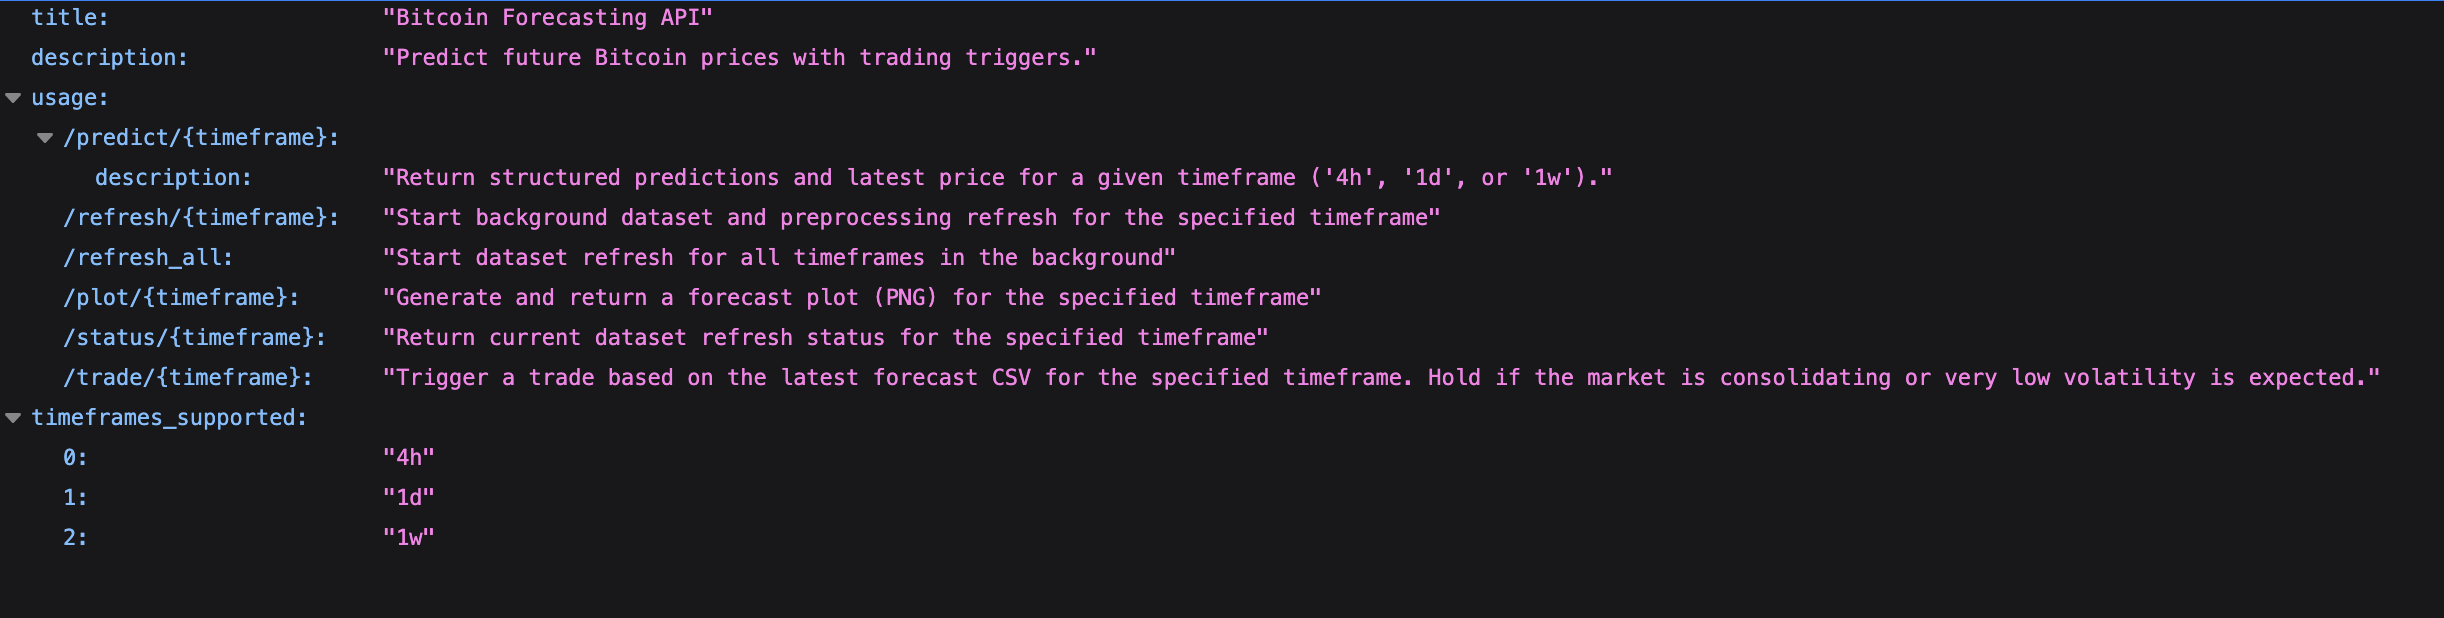 title: "Bitcoin Forecasting API"
description: "Predict future Bitcoin prices with trading triggers."
usage:
/predict/{timeframe}:
description: "Return structured predictions and latest price for a given timeframe ('4h', '1d', or '1w')."
/refresh/{timeframe}: "Start background dataset and preprocessing refresh for the specified timeframe"
/refresh_all: "Start dataset refresh for all timeframes in the background"
/plot/{timeframe}: "Generate and return a forecast plot (PNG) for the specified timeframe"
/status/{timeframe}: "Return current dataset refresh status for the specified timeframe"
/trade/{timeframe}: "Trigger a trade based on the latest forecast CSV for the specified timeframe. Hold if the market is consolidating or very low volatility is expected."
timeframes_supported:
0: "4h"
1: "1d"
2: "1w"